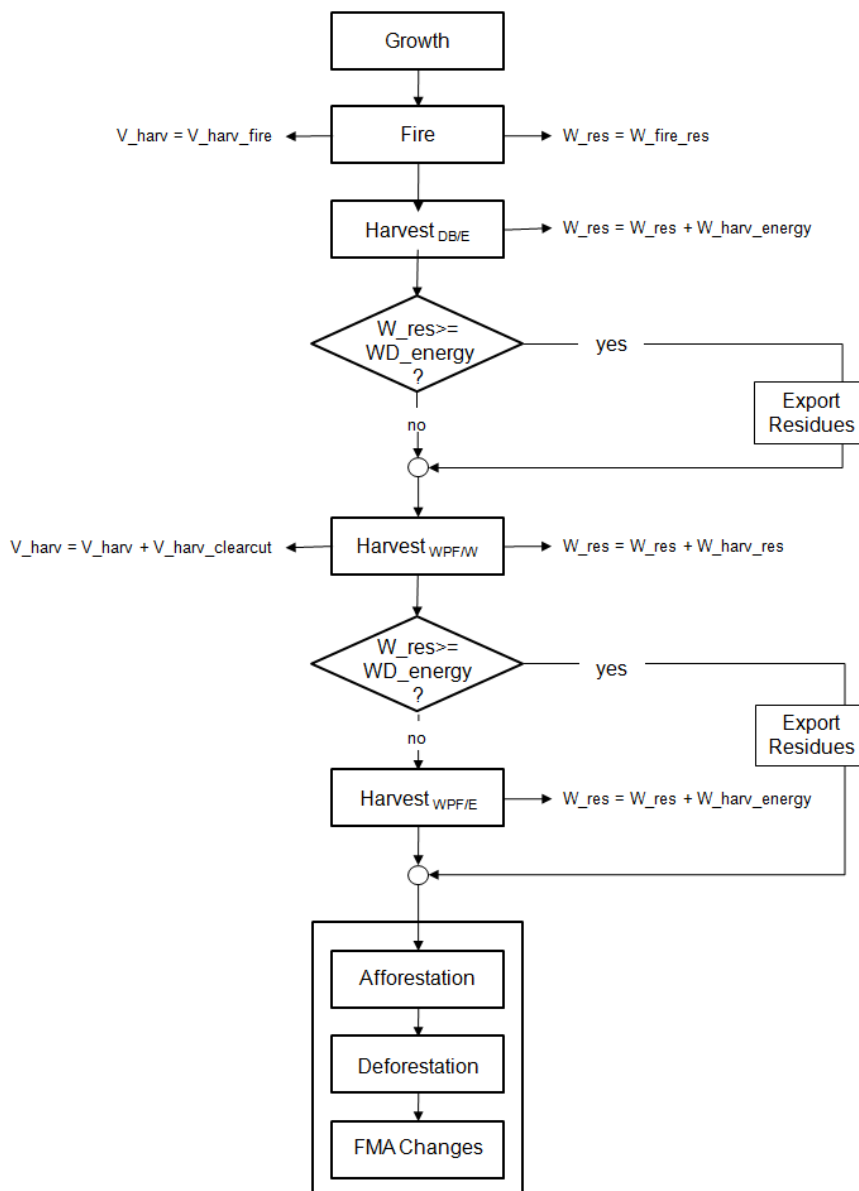 Growth
V_harv = V_harv_fire
Fire
W_res = W_fire_res
Harvest DB/E
W_res = W_res + W_harv_energy
W_res>=
WD_energy
?
yes
Export
Residues
no
V_harv = V_harv + V_harv_clearcut
Harvest WPF/W
W_res = W_res + W_harv_res
W_res>=
WD_energy
?
yes
Export
Residues
no
Harvest WPF/E
W_res = W_res + W_harv_energy
Afforestation
Deforestation
FMA Changes